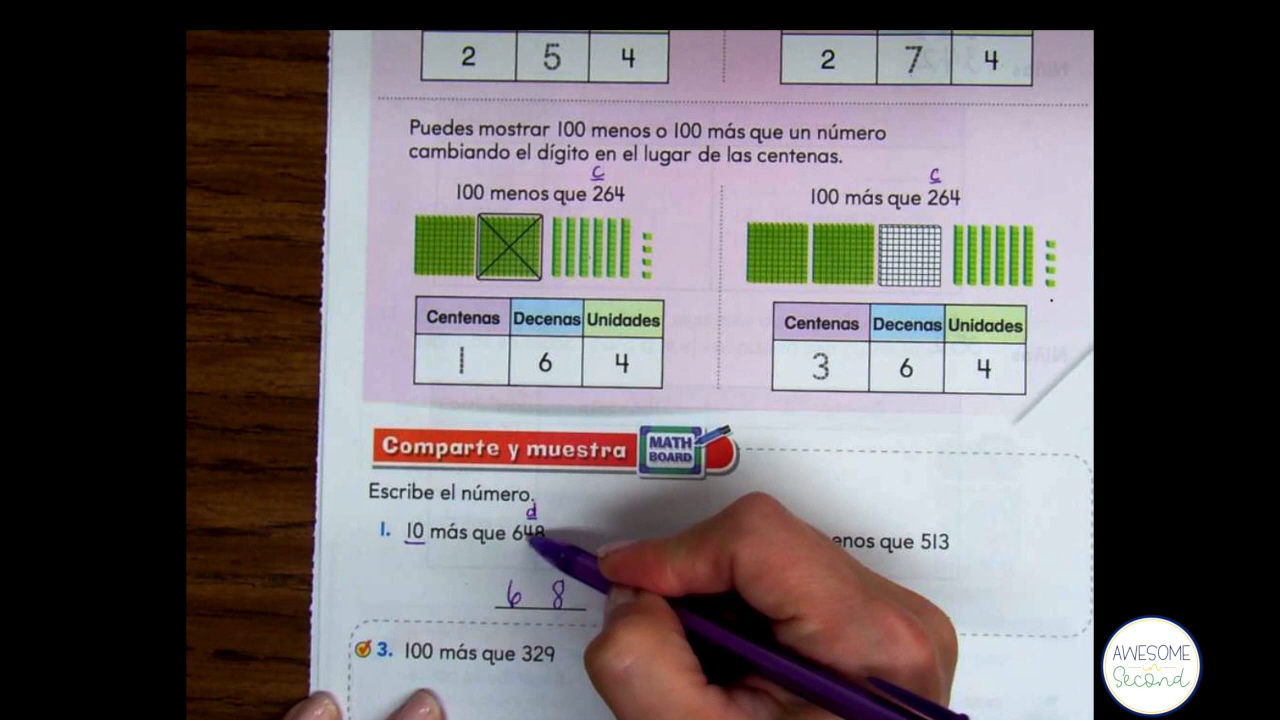 2 5 4
2 7 4
Puedes mostrar 100 menos o 100 más que un número
cambiando el dígito en el lugar de las centenas.
c
100 menos que 264
c
100 más que 264
Centenas Decenas Unidades
1 6 4
Centenas Decenas Unidades
3 6 4
Comparte y muestra
MATH
BOARD
Escribe el número.
d
1. 10 más que 648
enos que 513
6 8
3. 100 más que 329
AWESOME
in
Second